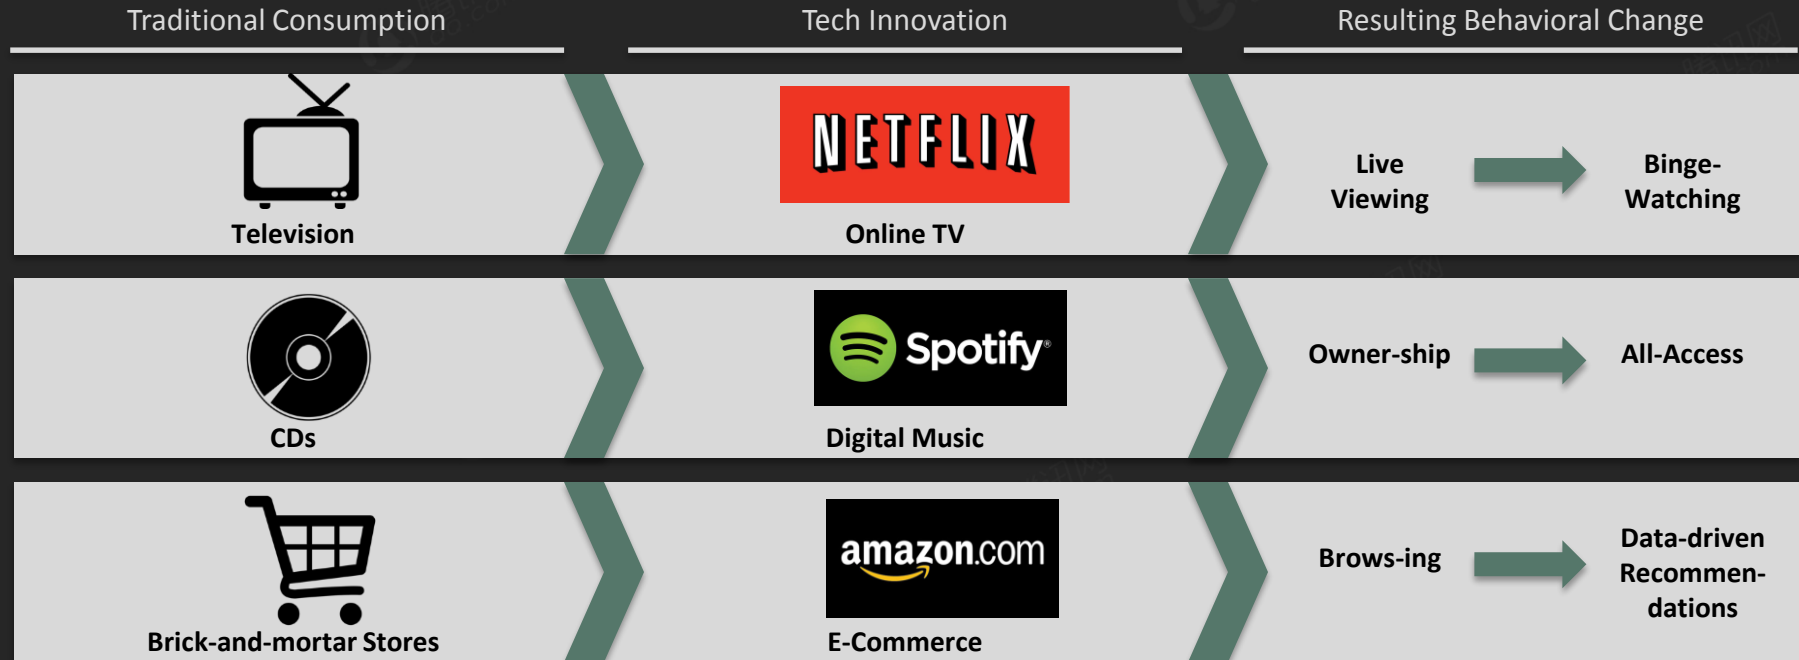 Traditional Consumption
Tech Innovation
Resulting Behavioral Change
Television
NETFLIX
Online TV
Live
Viewing
Binge-
Watching
CDs
Spotify®
Digital Music
Owner-ship
All-Access
Brick-and-mortar Stores
amazon.com
E-Commerce
Brows-ing
Data-driven
Recommen-
dations